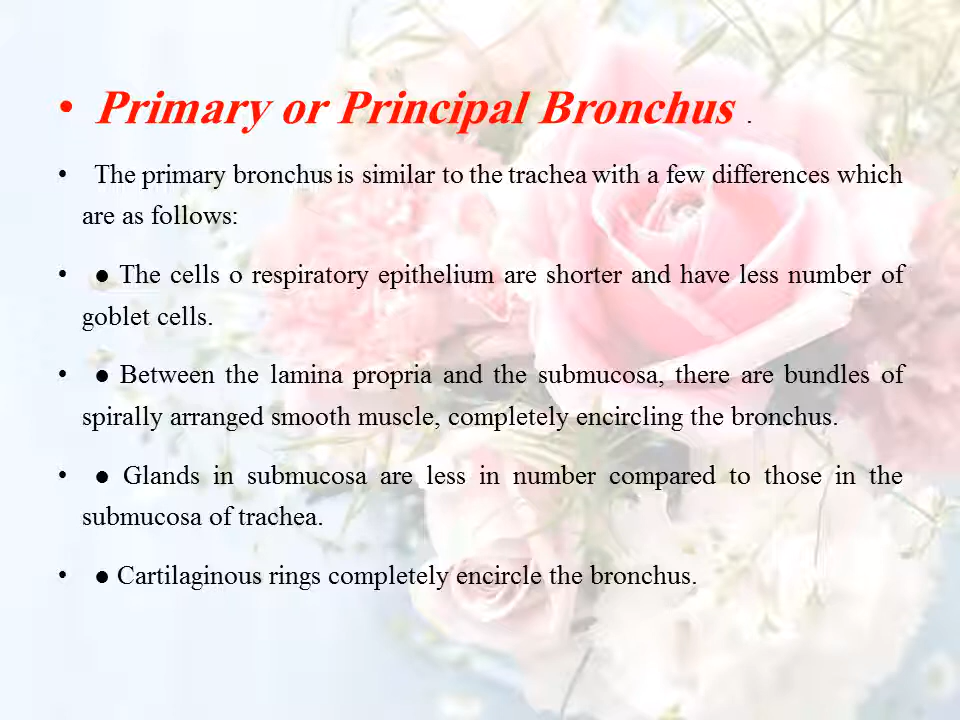 • Primary or Principal Bronchus .
• The primary bronchus is similar to the trachea with a few differences which
are as follows:
• ● The cells o respiratory epithelium are shorter and have less number of
goblet cells.
• ● Between the lamina propria and the submucosa, there are bundles of
spirally arranged smooth muscle, completely encircling the bronchus.
• ● Glands in submucosa are less in number compared to those in the
submucosa of trachea.
• ● Cartilaginous rings completely encircle the bronchus.